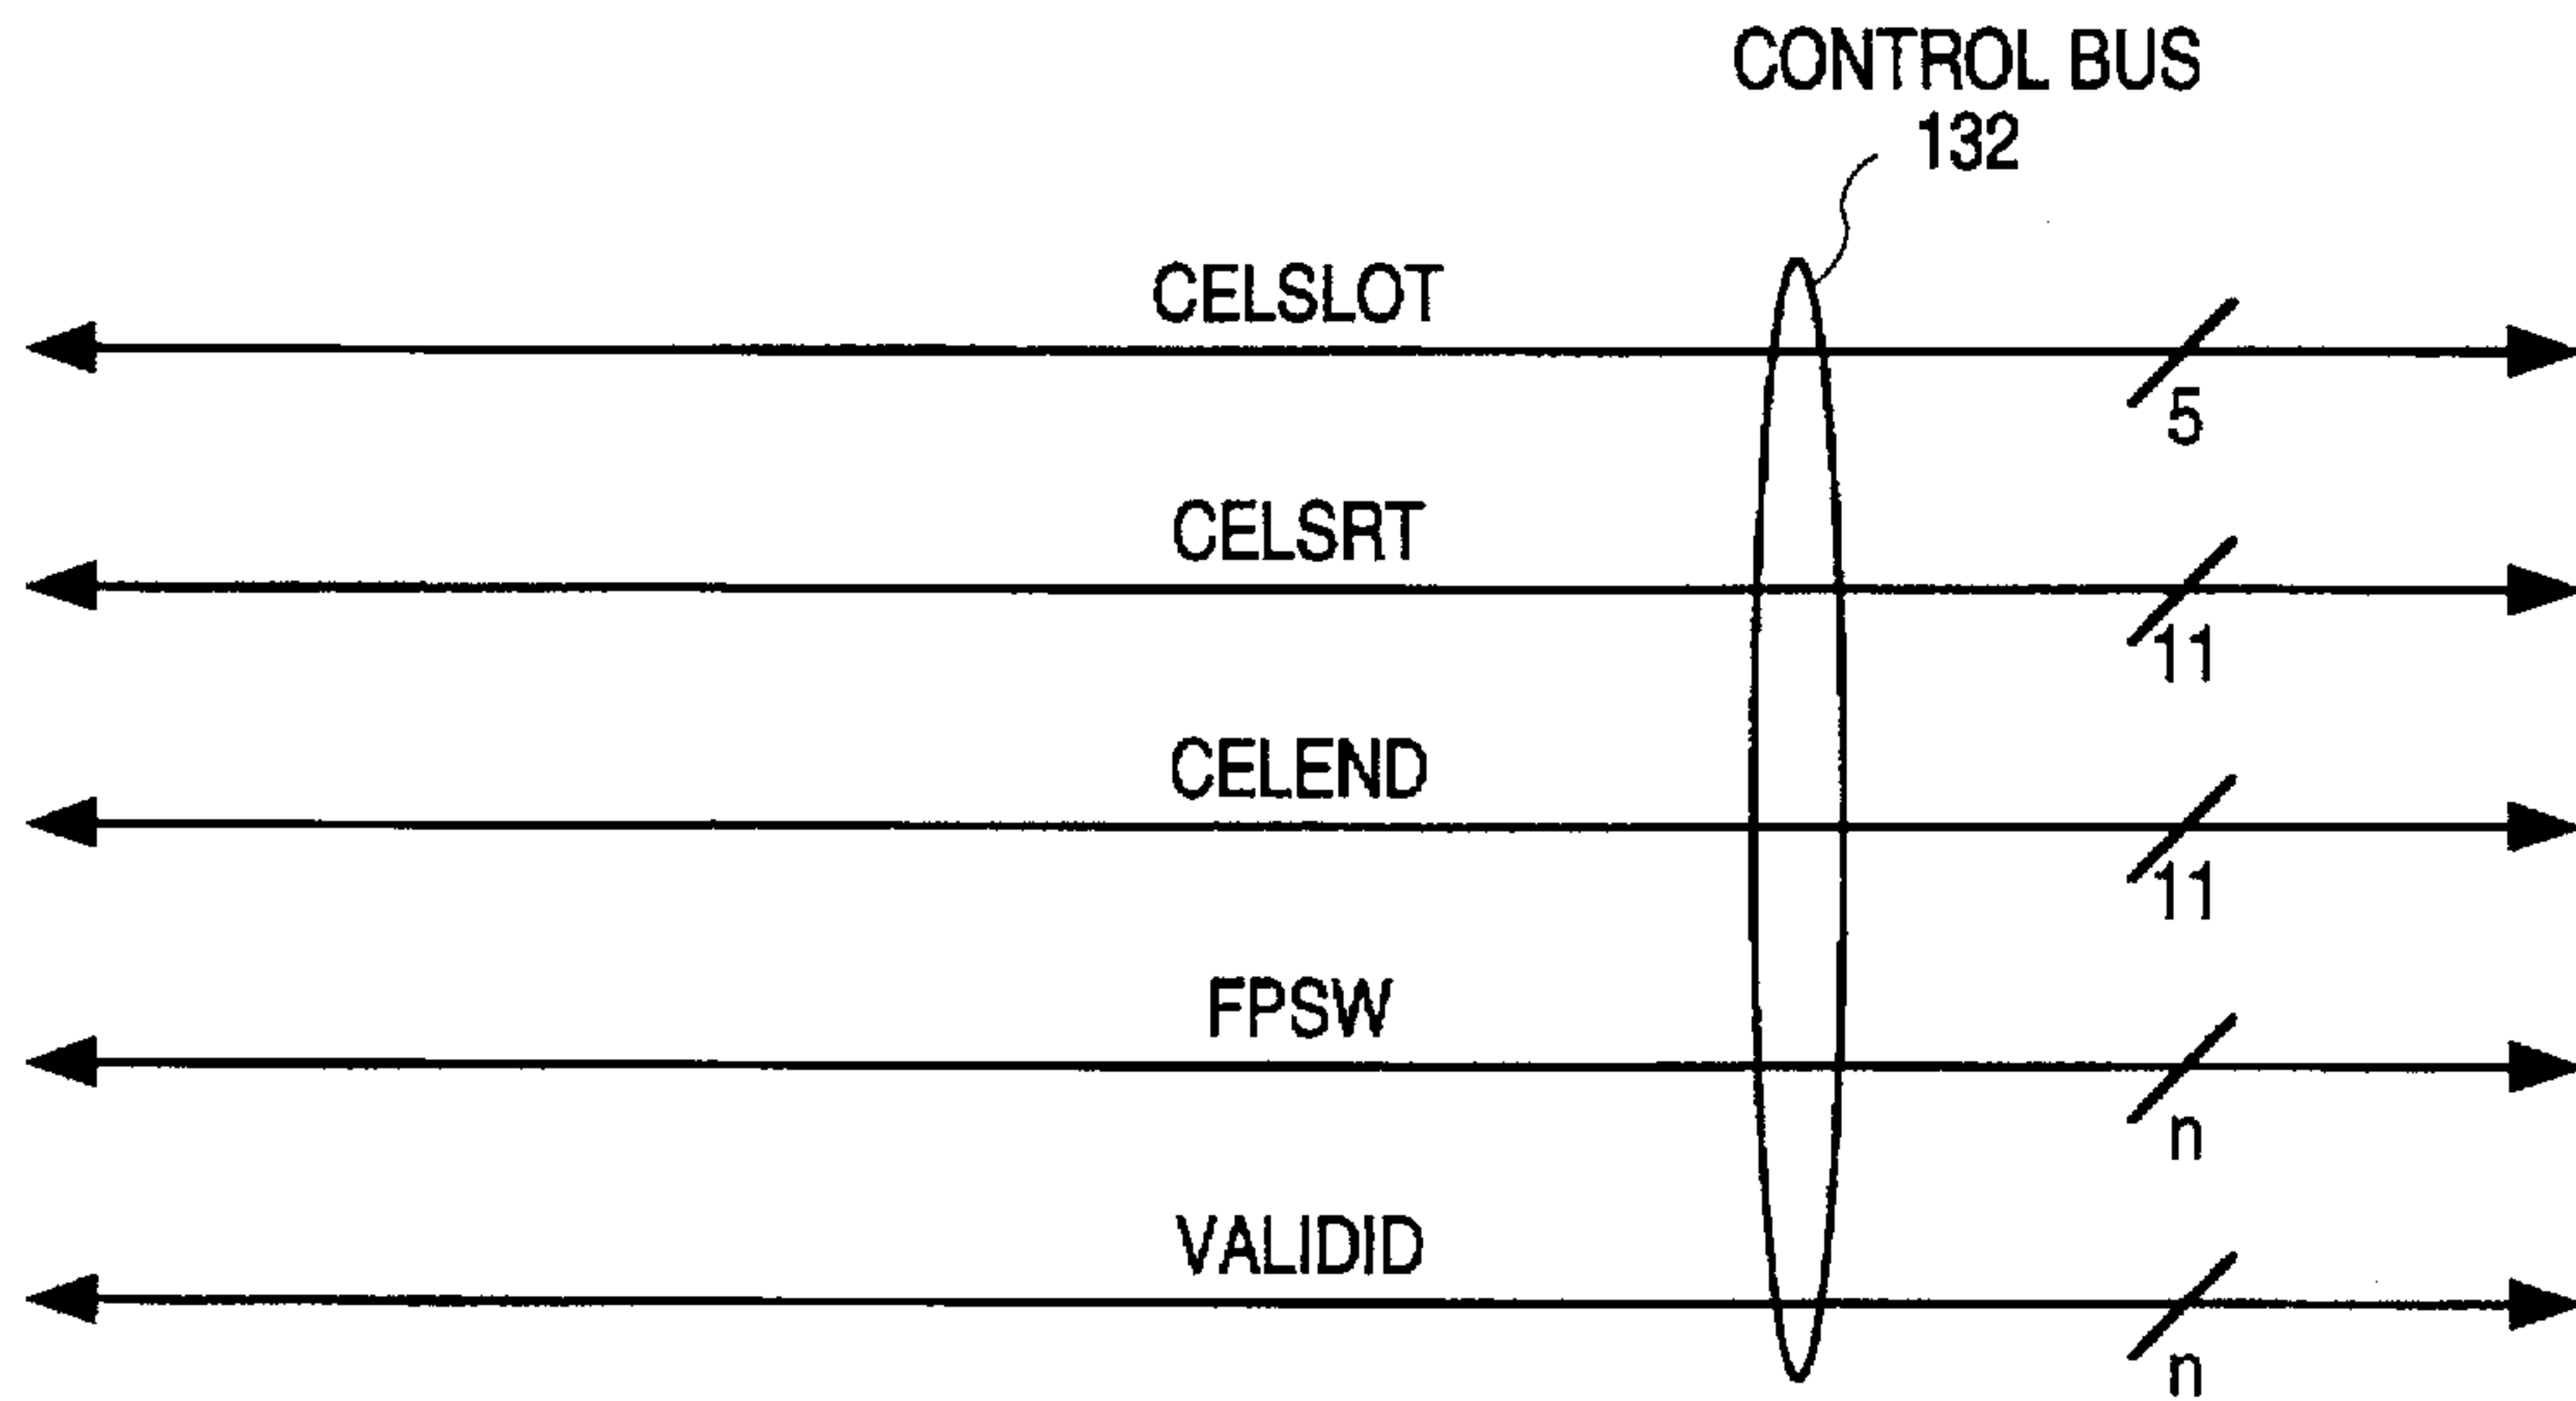 CONTROL BUS
132
CELSLOT
5
CELSRT
11
CELEND
11
FPSW
n
VALIDID
n